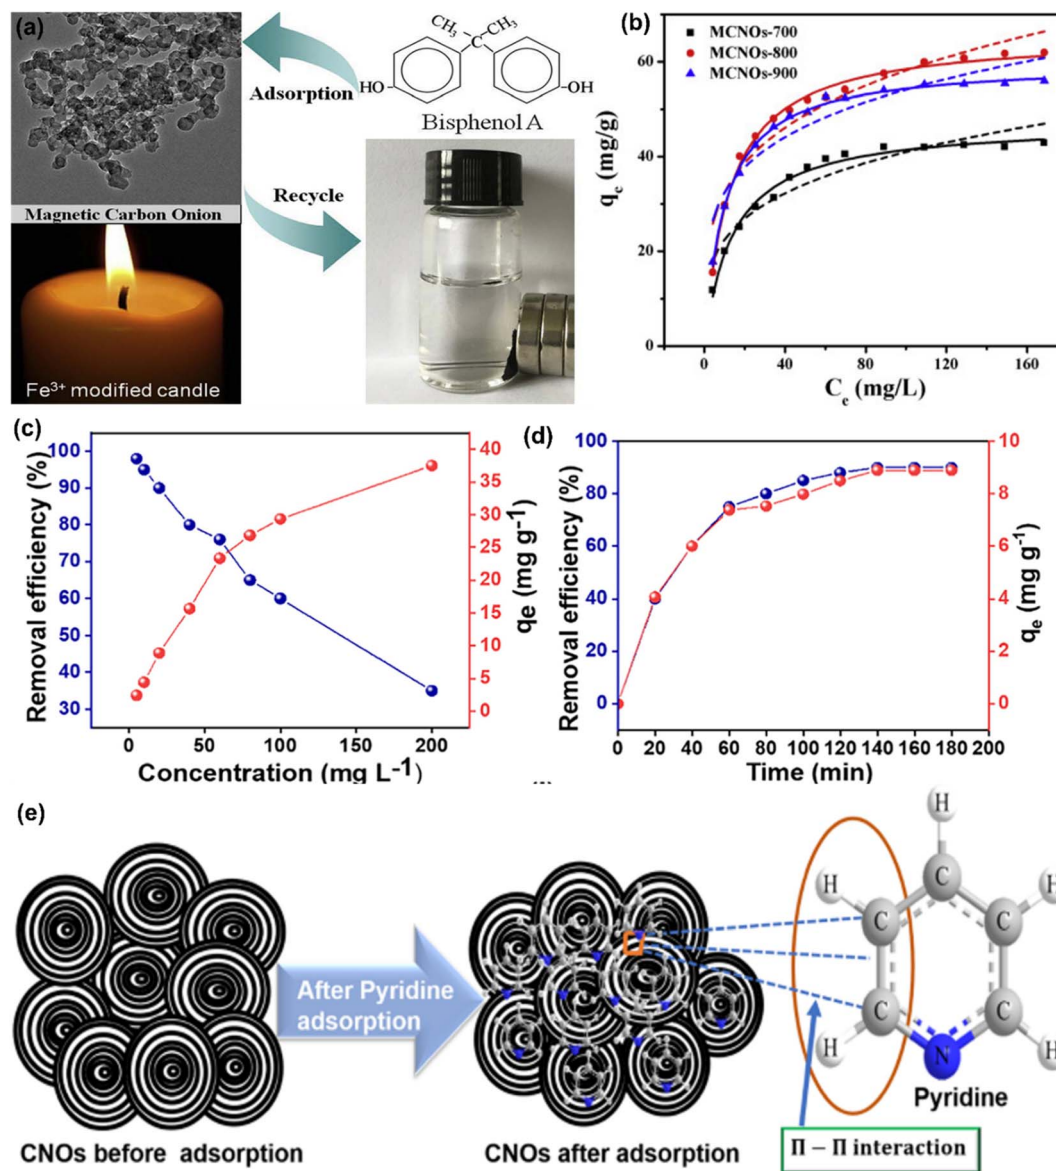 (a)
CH₃
CH₃
C
HO
OH
Adsorption
Bisphenol A
Recycle
Magnetic Carbon Onion
Fe³⁺ modified candle
(b)
MCNOs-700
MCNOs-800
MCNOs-900
qₑ (mg/g)
60
40
20
0
0 40 80 120 160
Cₑ (mg/L)
(c)
Removal efficiency (%)
100
90
80
70
60
50
40
30
40
35
30
25
20
15
10
5
0
qe (mg g⁻¹)
0 50 100 150 200
Concentration (mg L⁻¹)
(d)
Removal efficiency (%)
100
80
60
40
20
0
10
8
6
4
2
0
qₑ (mg g⁻¹)
0 20 40 60 80 100 120 140 160 180 200
Time (min)
(e)
After Pyridine
adsorption
H
H H
C
C C
C C
H N H
Pyridine
CNOs before adsorption
CNOs after adsorption
Π – Π interaction